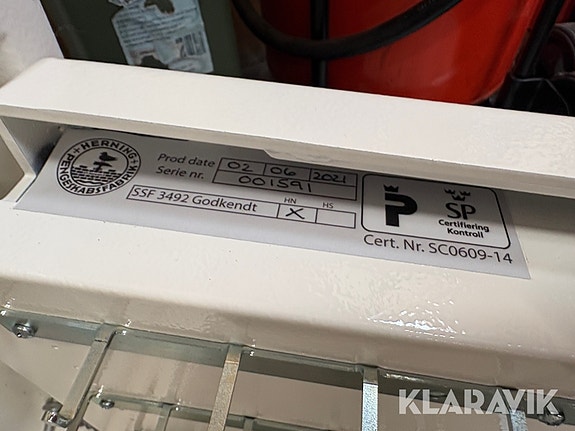 HERNING
PENGESKABSFABRIK
Prod date 02 06 2021
Serie nr. 001591
SSF 3492 Godkendt HN X HS
P
SP
Certifiering
Kontroll
Cert. Nr. SC0609-14
KLARAVIK